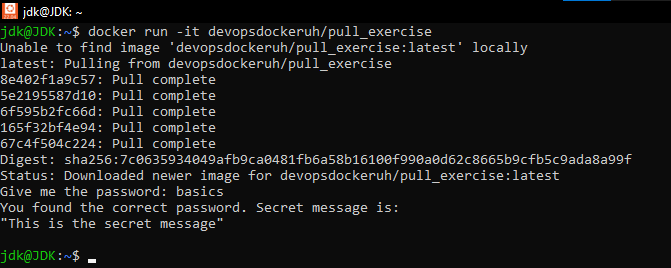 jdk@JDK: ~
jdk@JDK:~$ docker run -it devopsdockeruh/pull_exercise
Unable to find image 'devopsdockeruh/pull_exercise:latest' locally
latest: Pulling from devopsdockeruh/pull_exercise
8e402f1a9c57: Pull complete
5e2195587d10: Pull complete
6f595b2fc66d: Pull complete
165f32bf4e94: Pull complete
67c4f504c224: Pull complete
Digest: sha256:7c0635934049afb9ca0481fb6a58b16100f990a0d62c8665b9cfb5c9ada8a99f
Status: Downloaded newer image for devopsdockeruh/pull_exercise:latest
Give me the password: basics
You found the correct password. Secret message is:
"This is the secret message"
jdk@JDK:~$